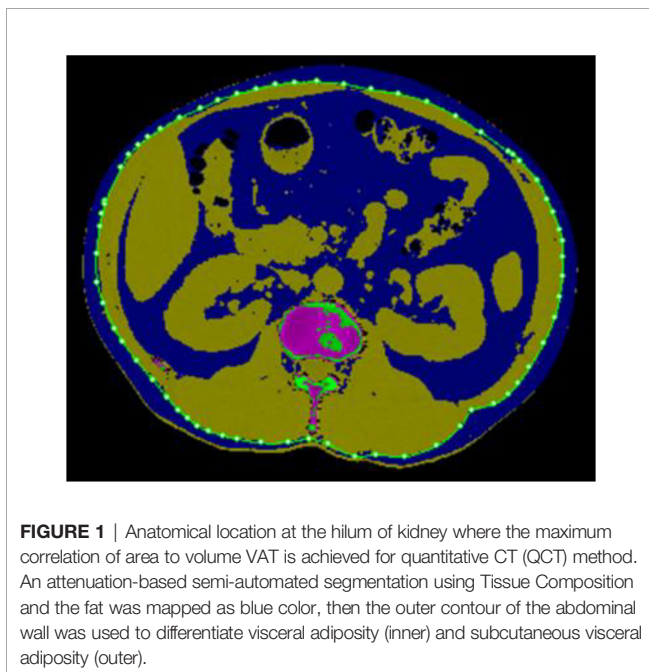 FIGURE 1 | Anatomical location at the hilum of kidney where the maximum
correlation of area to volume VAT is achieved for quantitative CT (QCT) method.
An attenuation-based semi-automated segmentation using Tissue Composition
and the fat was mapped as blue color, then the outer contour of the abdominal
wall was used to differentiate visceral adiposity (inner) and subcutaneous visceral
adiposity (outer).